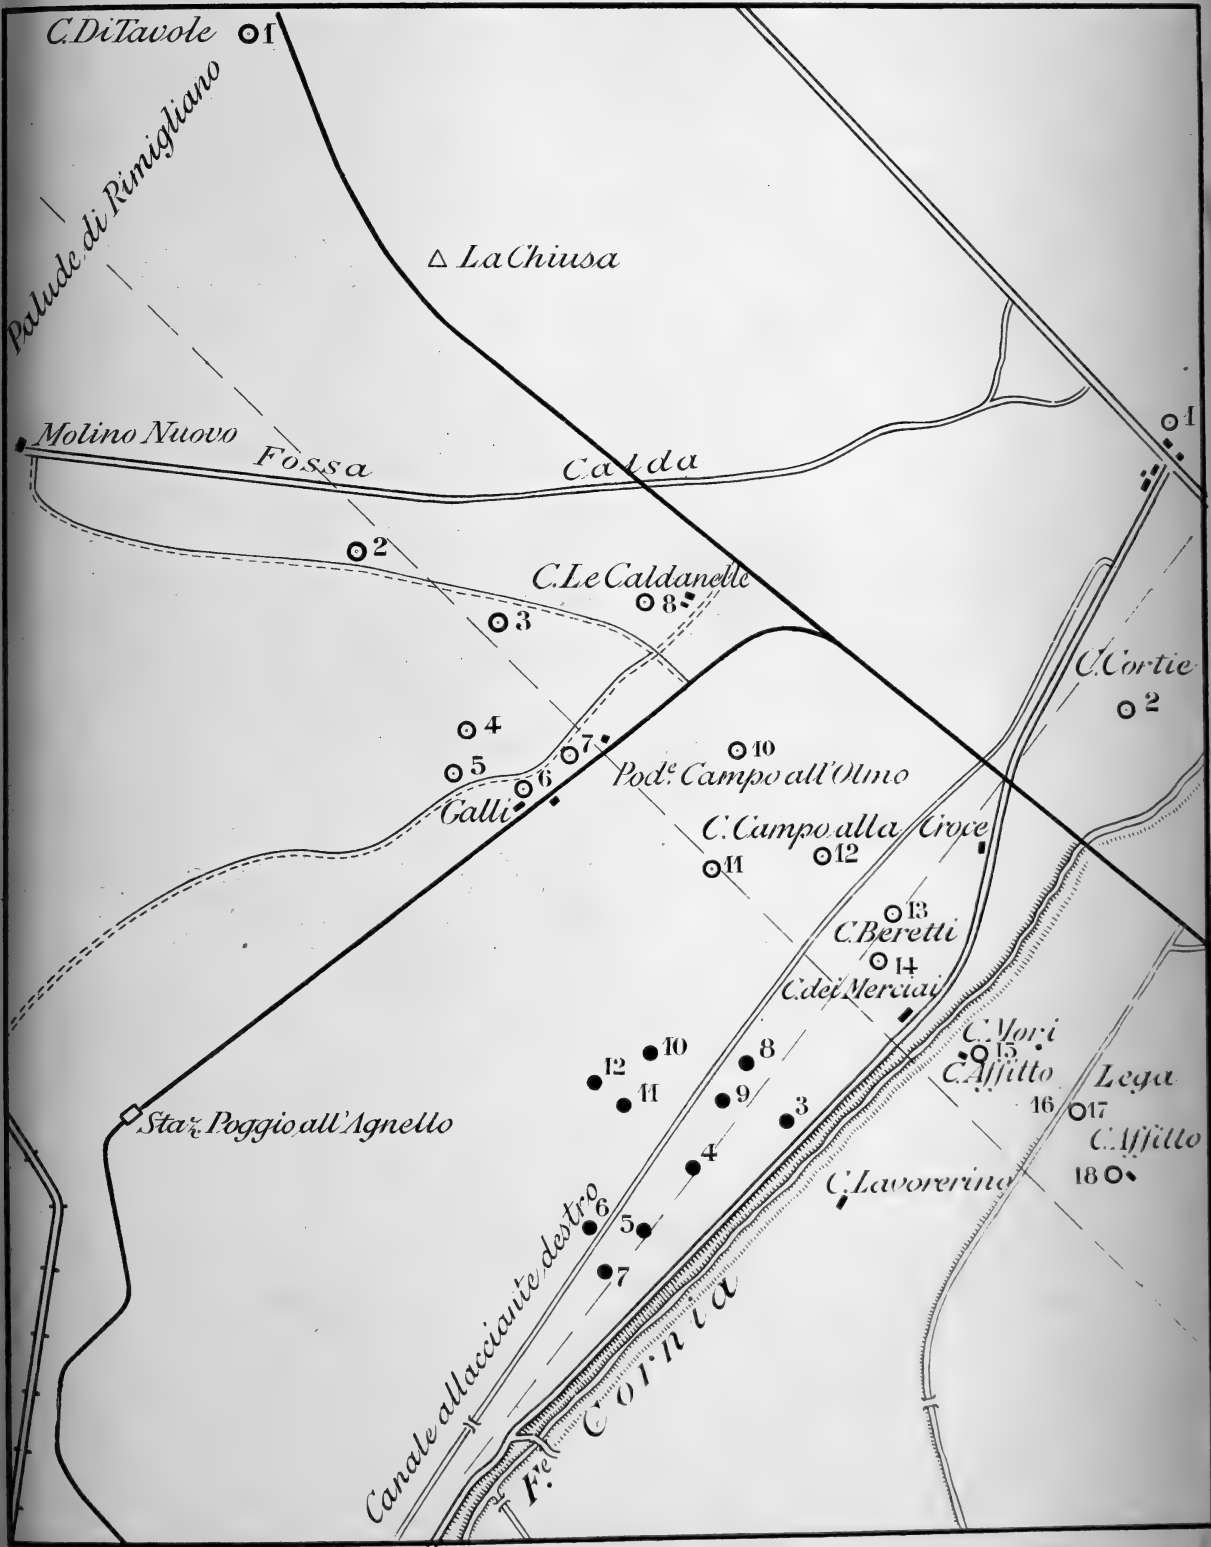 C. Di Tavole 1
Palude di Rimigliano
La Chiusa
Molino Nuovo
Fossa Calda
1
2
C. Le Caldanelle
8
3
C. Cortie
2
4
7
10
5
6
Pod.e Campo all'Olmo
Galli
C. Campo alla Croce
12
11
13
C. Beretti
14
C. dei Merciai
C. Mori
15
10
8
C. Affitto
Lega
12
11
9
3
16
17
Staz.e Poggio all'Agnello
C. Affitto
4
18
C. Lavorerino
6
5
7
Canale allacciante destro
F.e Cornia